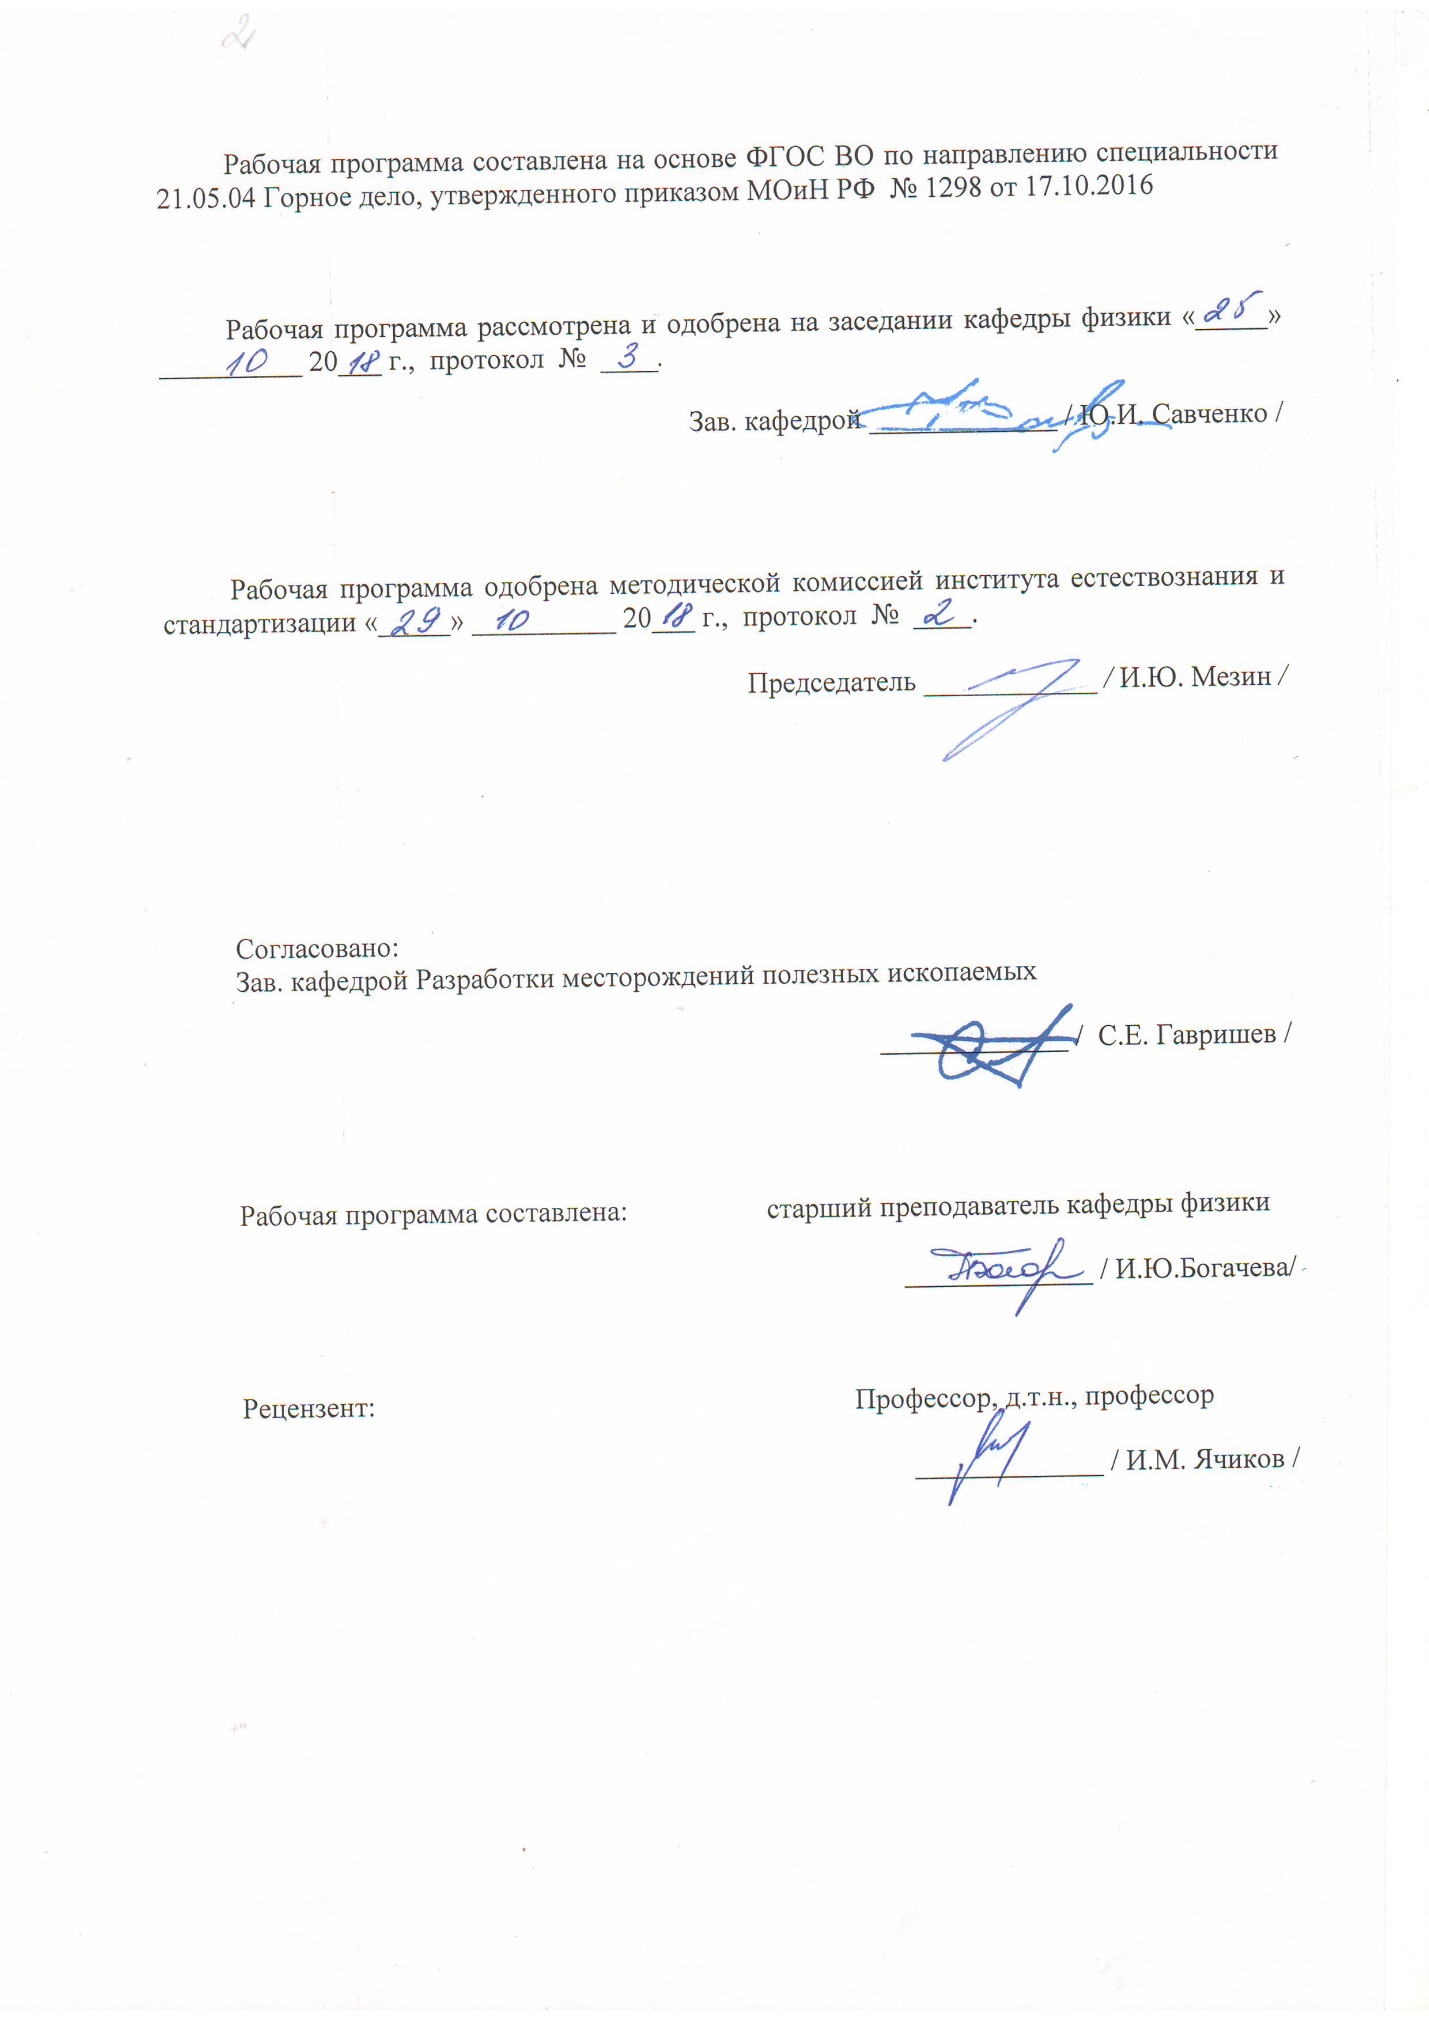 2
Рабочая программа составлена на основе ФГОС ВО по направлению специальности
21.05.04 Горное дело, утвержденного приказом МОиН РФ № 1298 от 17.10.2016
Рабочая программа рассмотрена и одобрена на заседании кафедры физики «25»
10 2018 г., протокол № 3.
Зав. кафедрой / Ю.И. Савченко /
Рабочая программа одобрена методической комиссией института естествознания и
стандартизации «29» 10 2018 г., протокол № 2.
Председатель / И.Ю. Мезин /
Согласовано:
Зав. кафедрой Разработки месторождений полезных ископаемых
/ С.Е. Гавришев /
Рабочая программа составлена: старший преподаватель кафедры физики
/ И.Ю.Богачева/
Рецензент: Профессор, д.т.н., профессор
/ И.М. Ячиков /